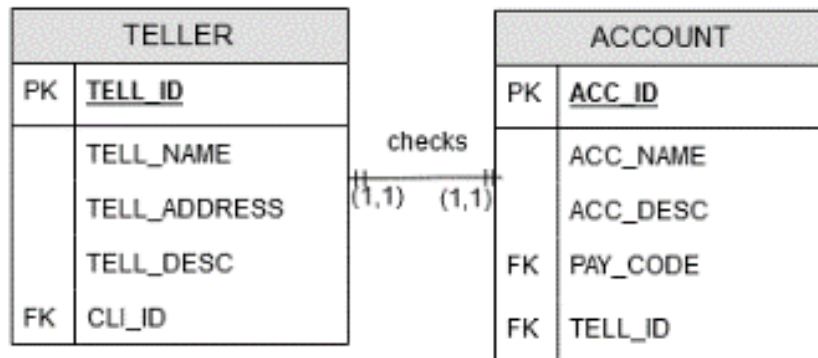 TELLER
PK TELL_ID
TELL_NAME
TELL_ADDRESS
TELL_DESC
FK CLI_ID
checks
(1,1) (1,1)
ACCOUNT
PK ACC_ID
ACC_NAME
ACC_DESC
FK PAY_CODE
FK TELL_ID